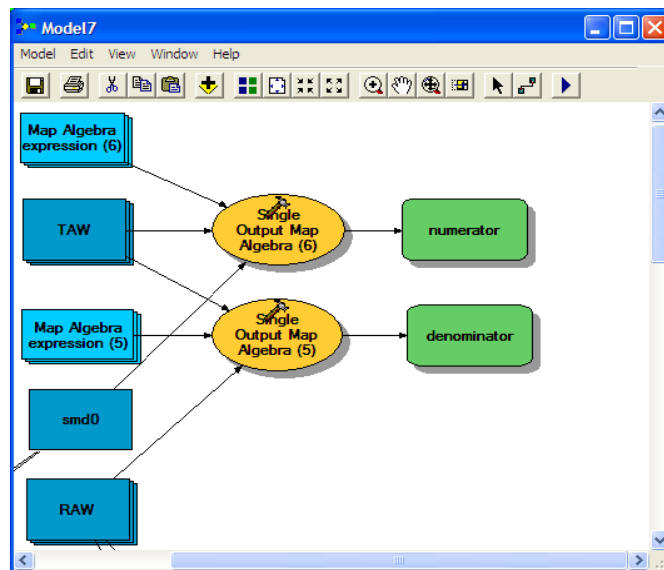 Model7
Model Edit View Window Help
Map Algebra
expression (6)
TAW
Single
Output Map
Algebra (6)
numerator
Map Algebra
expression (5)
Single
Output Map
Algebra (5)
denominator
smd0
RAW